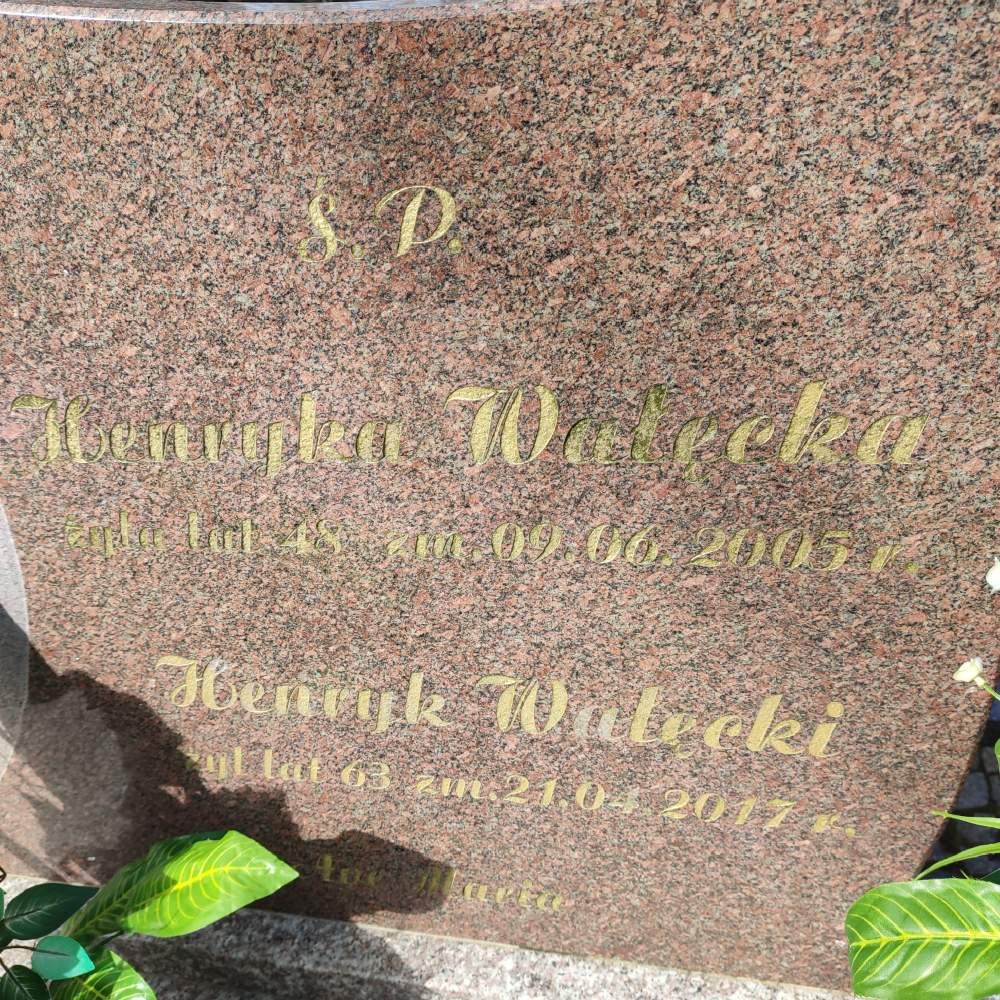 Ś. P.
Henryka Wałęcka
żyła lat 48 zm. 09. 06. 2005 r.
Henryk Wałęcki
żył lat 63 zm. 21.04.2017 r.
Ave Maria